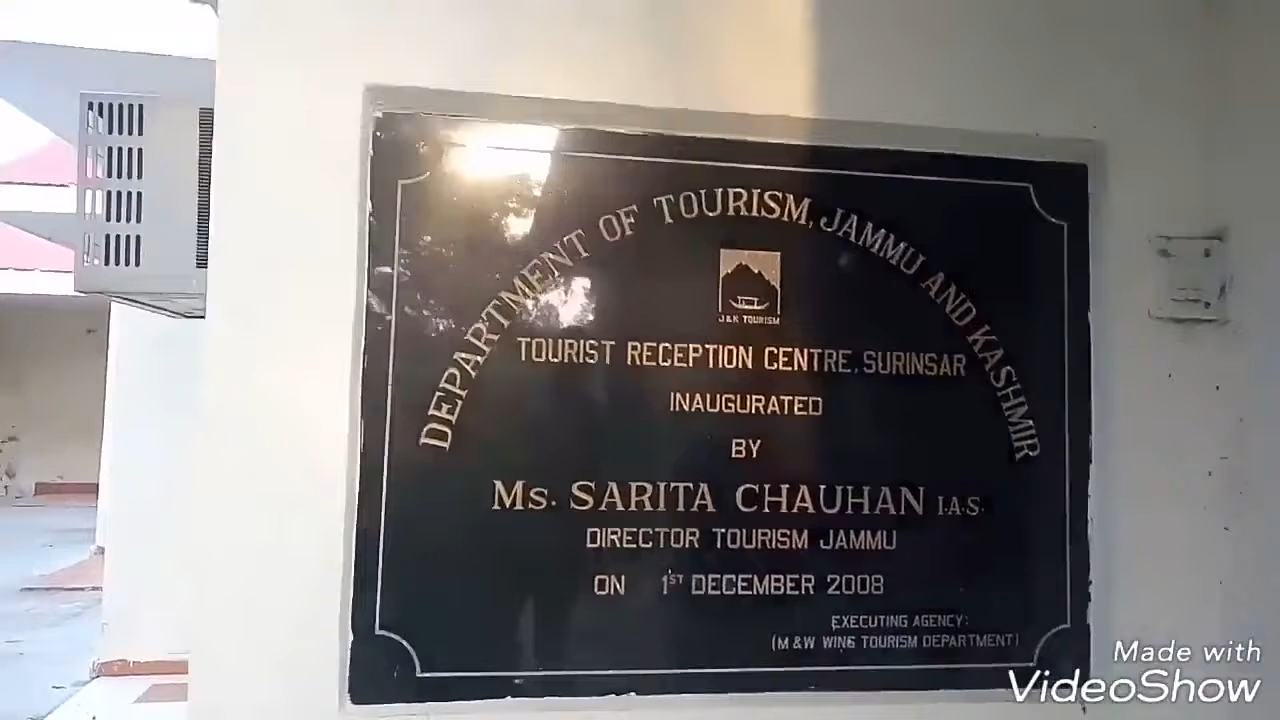 DEPARTMENT OF TOURISM, JAMMU AND KASHMIR
J & K TOURISM
TOURIST RECEPTION CENTRE, SURINSAR
INAUGURATED
BY
Ms. SARITA CHAUHAN I.A.S.
DIRECTOR TOURISM JAMMU
ON 1ST DECEMBER 2008
EXECUTING AGENCY:
(M & W WING TOURISM DEPARTMENT)
Made with
VideoShow